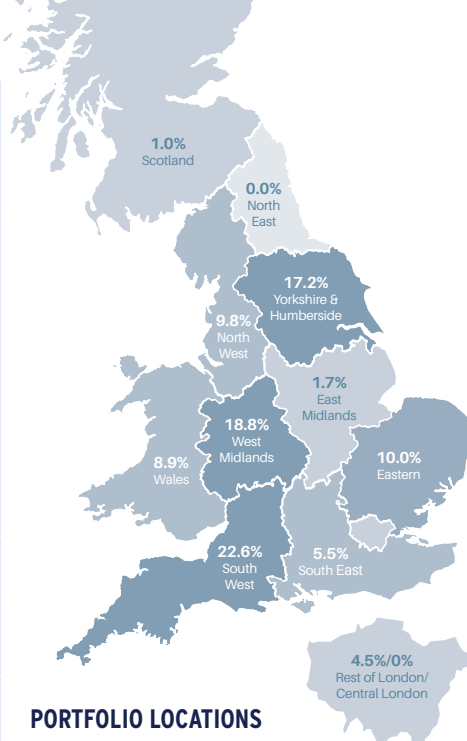 1.0%
Scotland
0.0%
North
East
17.2%
Yorkshire &
Humberside
9.8%
North
West
1.7%
East
Midlands
18.8%
West
Midlands
10.0%
Eastern
8.9%
Wales
22.6%
South
West
5.5%
South East
4.5%/0%
Rest of London/
Central London
PORTFOLIO LOCATIONS